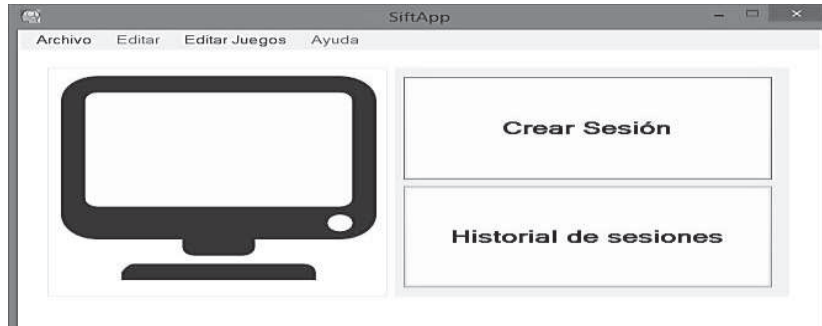 SiftApp
Archivo Editar Editar Juegos Ayuda
Crear Sesión
Historial de sesiones